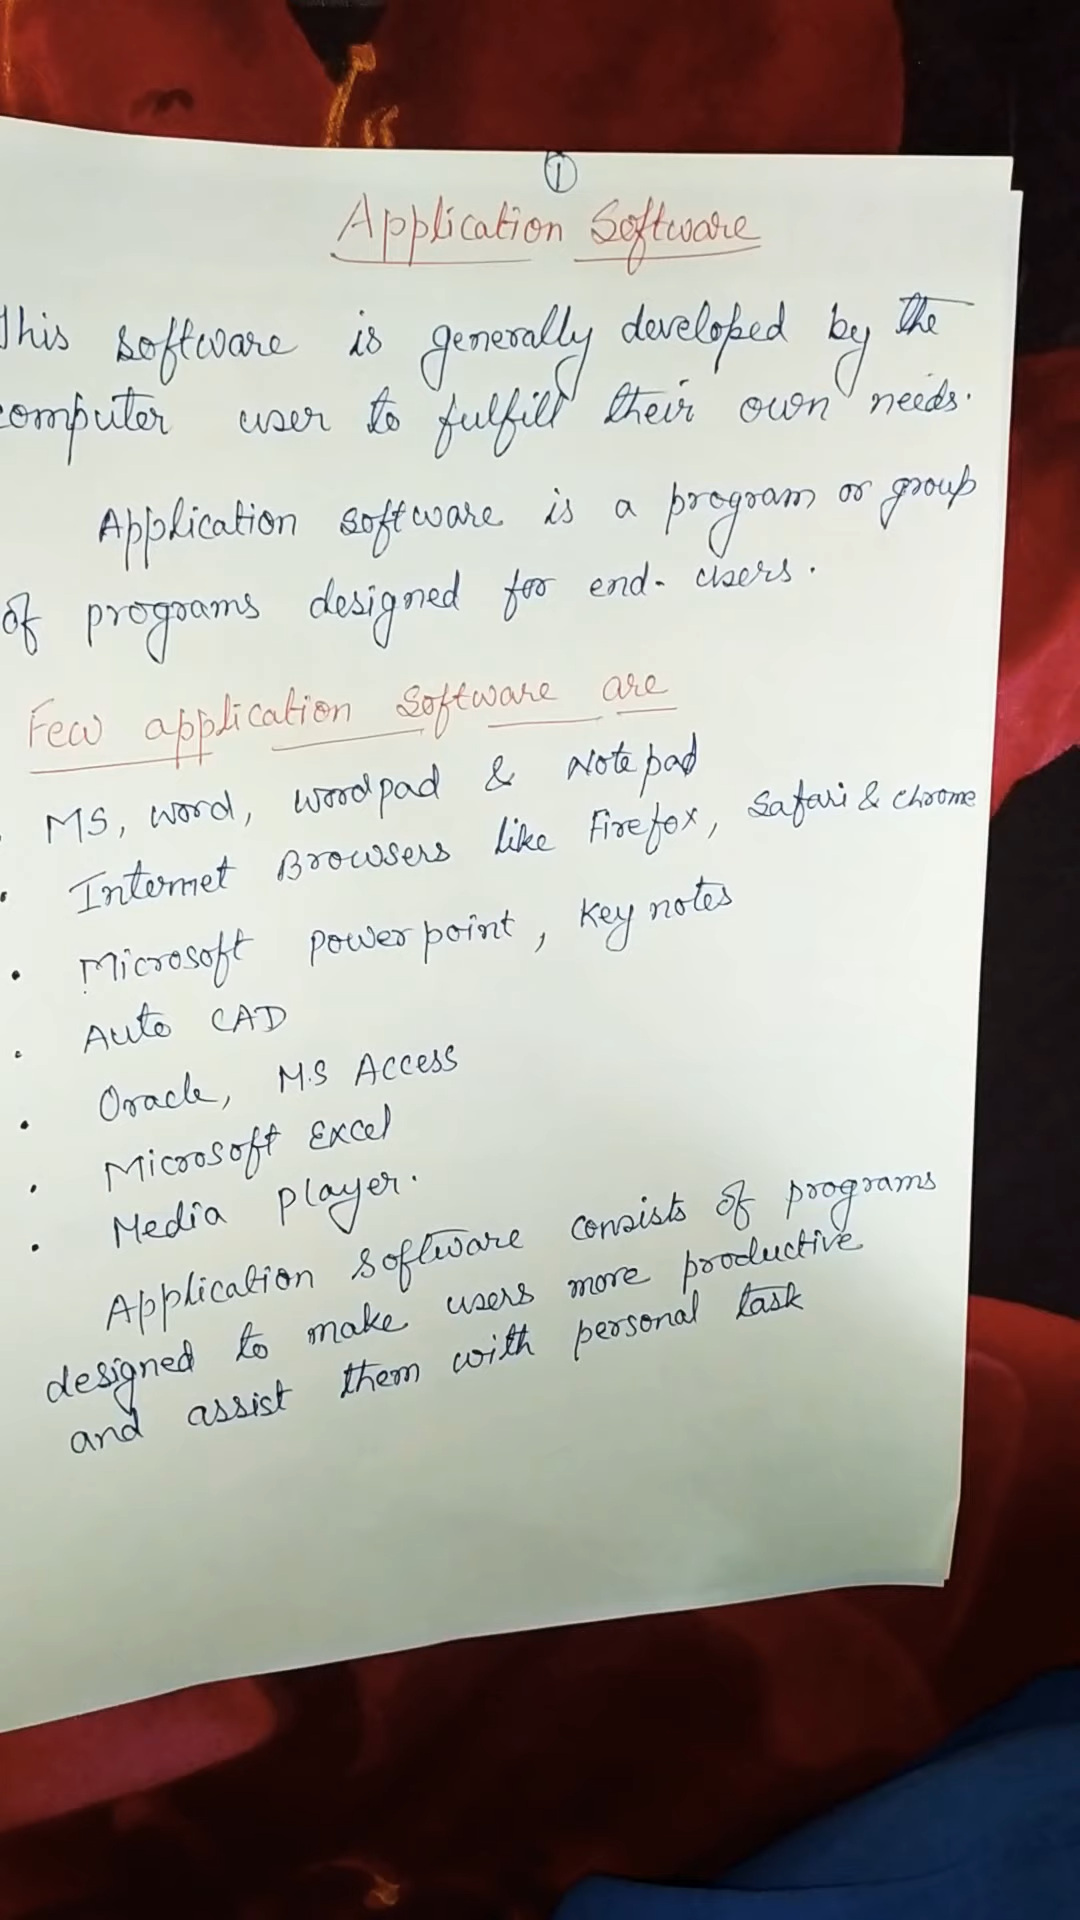 1
Application Software
This software is generally developed by the
computer user to fulfill their own needs.
Application software is a program or group
of programs designed for end-users.
Few application software are
MS, word, wordpad & Notepad
• Internet Browsers like Firefox, Safari & chrome
• Microsoft powerpoint, key notes
• Auto CAD
• Oracle, M.S Access
• Microsoft Excel
• Media player.
Application software consists of programs
designed to make users more productive
and assist them with personal task